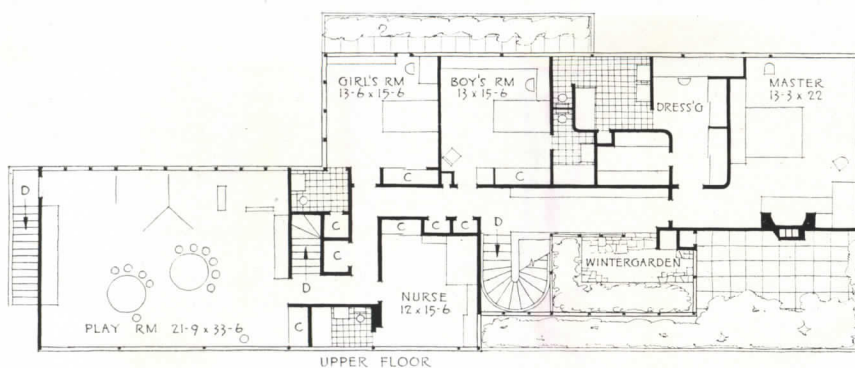 GIRL'S RM
13-6 x 15-6
BOY'S RM
13 x 15-6
DRESS'G
MASTER
13-3 x 22
D
C
C
C
C
C
C
C
D
WINTERGARDEN
D
NURSE
12 x 15-6
PLAY RM 21-9 x 33-6
C
UPPER FLOOR